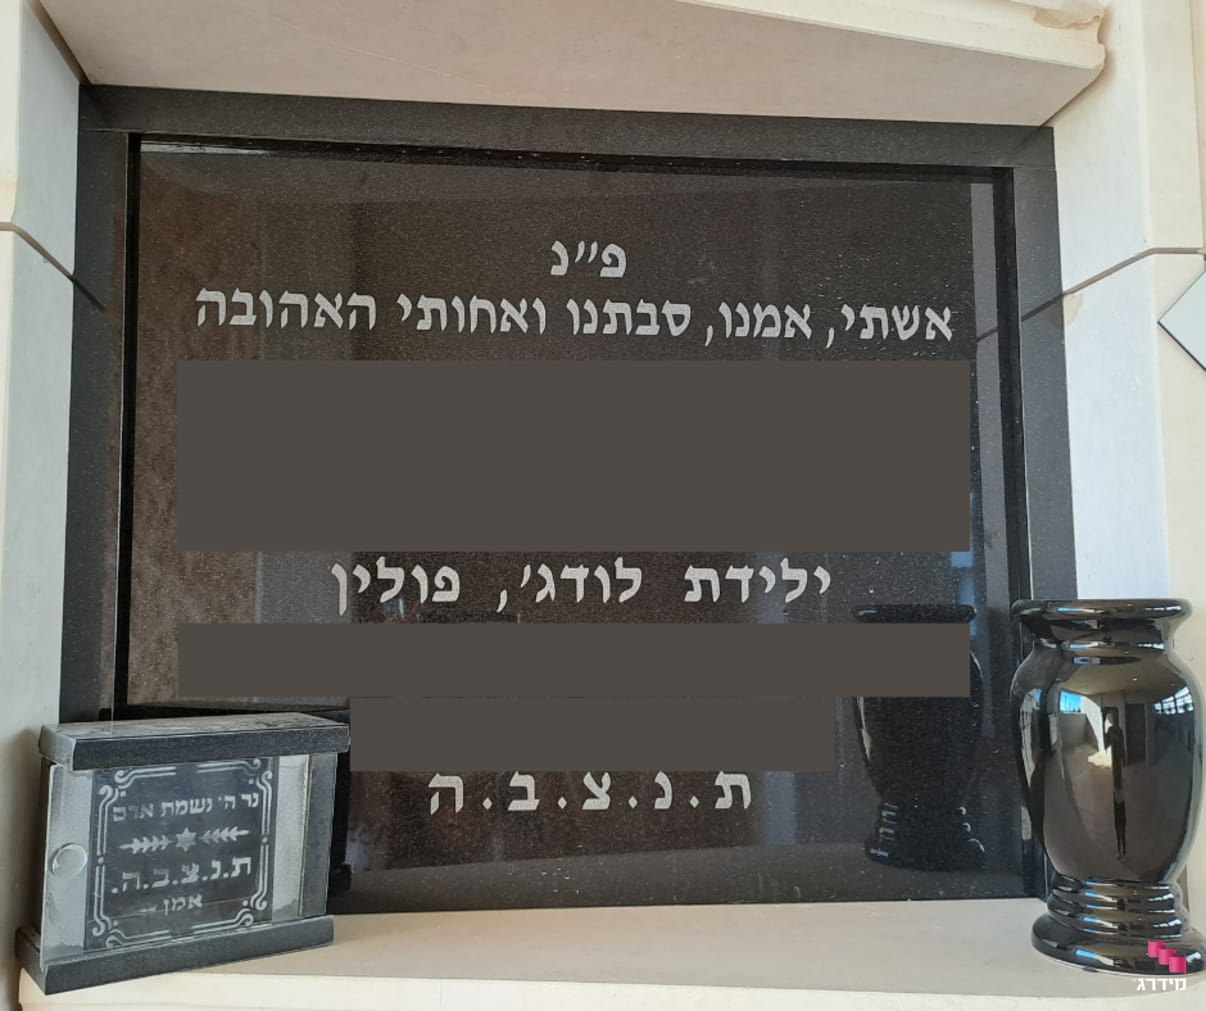 פ״נ
אשתי, אמנו, סבתנו ואחותי האהובה
ילידת לודג׳, פולין
ת.נ.צ.ב.ה
נר ה׳ נשמת אדם
ת.נ.צ.ב.ה.
אמן
מידרג